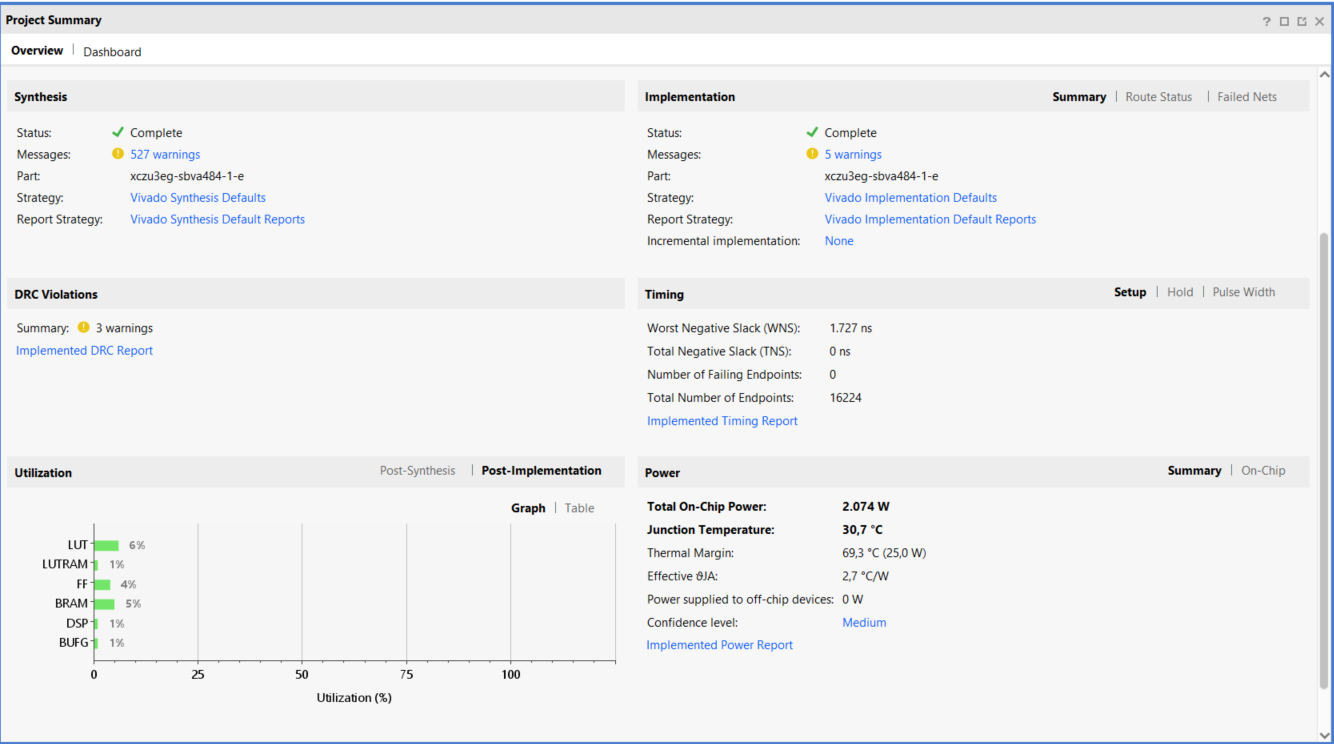 Project Summary
Overview | Dashboard
Synthesis
Status: Complete
Messages: 527 warnings
Part: xczu3eg-sbva484-1-e
Strategy: Vivado Synthesis Defaults
Report Strategy: Vivado Synthesis Default Reports
Implementation Summary | Route Status | Failed Nets
Status: Complete
Messages: 5 warnings
Part: xczu3eg-sbva484-1-e
Strategy: Vivado Implementation Defaults
Report Strategy: Vivado Implementation Default Reports
Incremental implementation: None
DRC Violations
Summary: 3 warnings
Implemented DRC Report
Timing Setup | Hold | Pulse Width
Worst Negative Slack (WNS): 1.727 ns
Total Negative Slack (TNS): 0 ns
Number of Failing Endpoints: 0
Total Number of Endpoints: 16224
Implemented Timing Report
Utilization Post-Synthesis | Post-Implementation
Graph | Table
LUT 6%
LUTRAM 1%
FF 4%
BRAM 5%
DSP 1%
BUFG 1%
0 25 50 75 100
Utilization (%)
Power Summary | On-Chip
Total On-Chip Power: 2.074 W
Junction Temperature: 30,7 °C
Thermal Margin: 69,3 °C (25,0 W)
Effective ϑJA: 2,7 °C/W
Power supplied to off-chip devices: 0 W
Confidence level: Medium
Implemented Power Report